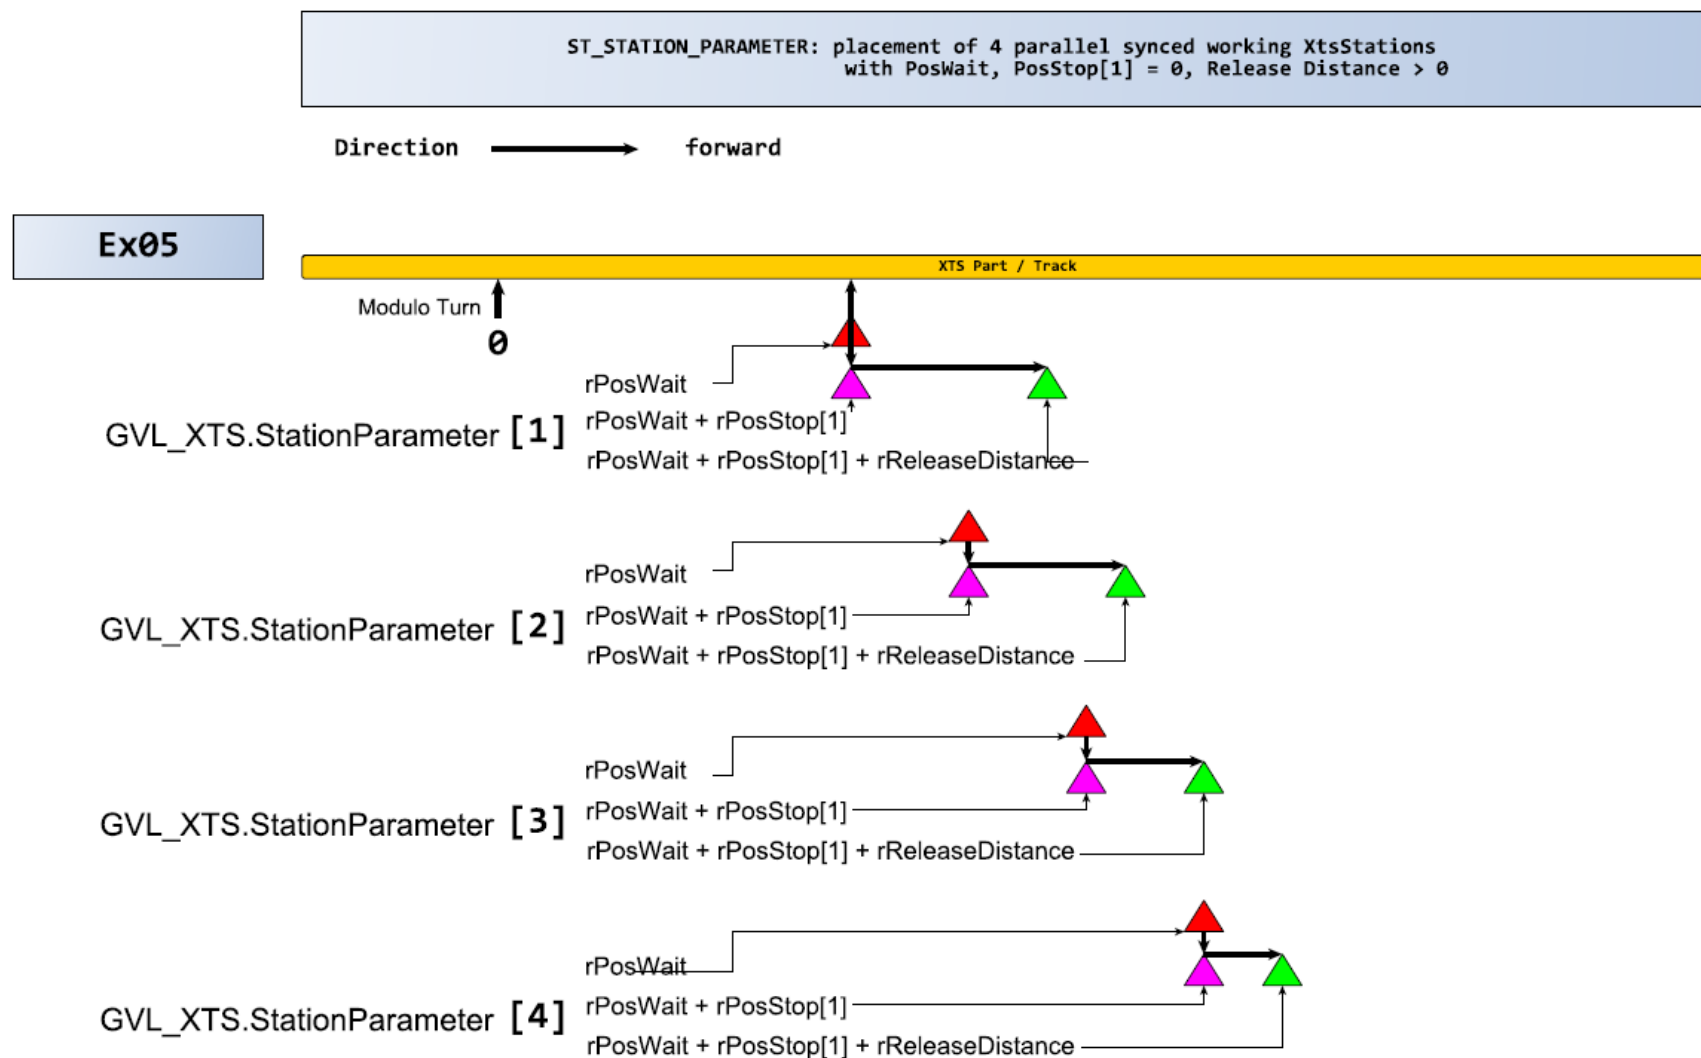 ST_STATION_PARAMETER: placement of 4 parallel synced working XtsStations
with PosWait, PosStop[1] = 0, Release Distance > 0
Direction forward
Ex05
XTS Part / Track
Modulo Turn
0
rPosWait
GVL_XTS.StationParameter [1]
rPosWait + rPosStop[1]
rPosWait + rPosStop[1] + rReleaseDistance
rPosWait
GVL_XTS.StationParameter [2]
rPosWait + rPosStop[1]
rPosWait + rPosStop[1] + rReleaseDistance
rPosWait
GVL_XTS.StationParameter [3]
rPosWait + rPosStop[1]
rPosWait + rPosStop[1] + rReleaseDistance
rPosWait
GVL_XTS.StationParameter [4]
rPosWait + rPosStop[1]
rPosWait + rPosStop[1] + rReleaseDistance